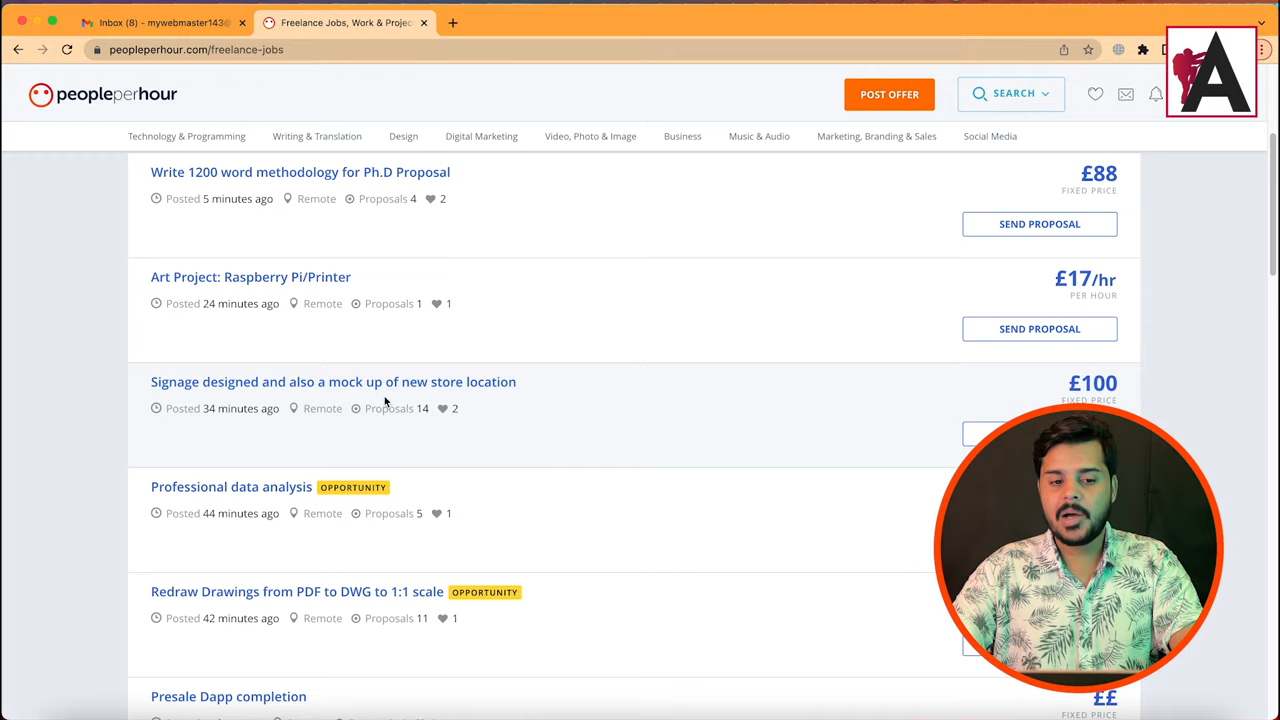 Inbox (8) - mywebmaster143@
Freelance Jobs, Work & Projec
peopleperhour.com/freelance-jobs
peopleperhour
POST OFFER
SEARCH
A
Technology & Programming
Writing & Translation
Design
Digital Marketing
Video, Photo & Image
Business
Music & Audio
Marketing, Branding & Sales
Social Media
Write 1200 word methodology for Ph.D Proposal
£88
FIXED PRICE
Posted 5 minutes ago Remote Proposals 4 2
SEND PROPOSAL
Art Project: Raspberry Pi/Printer
£17/hr
PER HOUR
Posted 24 minutes ago Remote Proposals 1 1
SEND PROPOSAL
Signage designed and also a mock up of new store location
£100
FIXED PRICE
Posted 34 minutes ago Remote Proposals 14 2
Professional data analysis OPPORTUNITY
Posted 44 minutes ago Remote Proposals 5 1
Redraw Drawings from PDF to DWG to 1:1 scale OPPORTUNITY
Posted 42 minutes ago Remote Proposals 11 1
Presale Dapp completion
££
FIXED PRICE